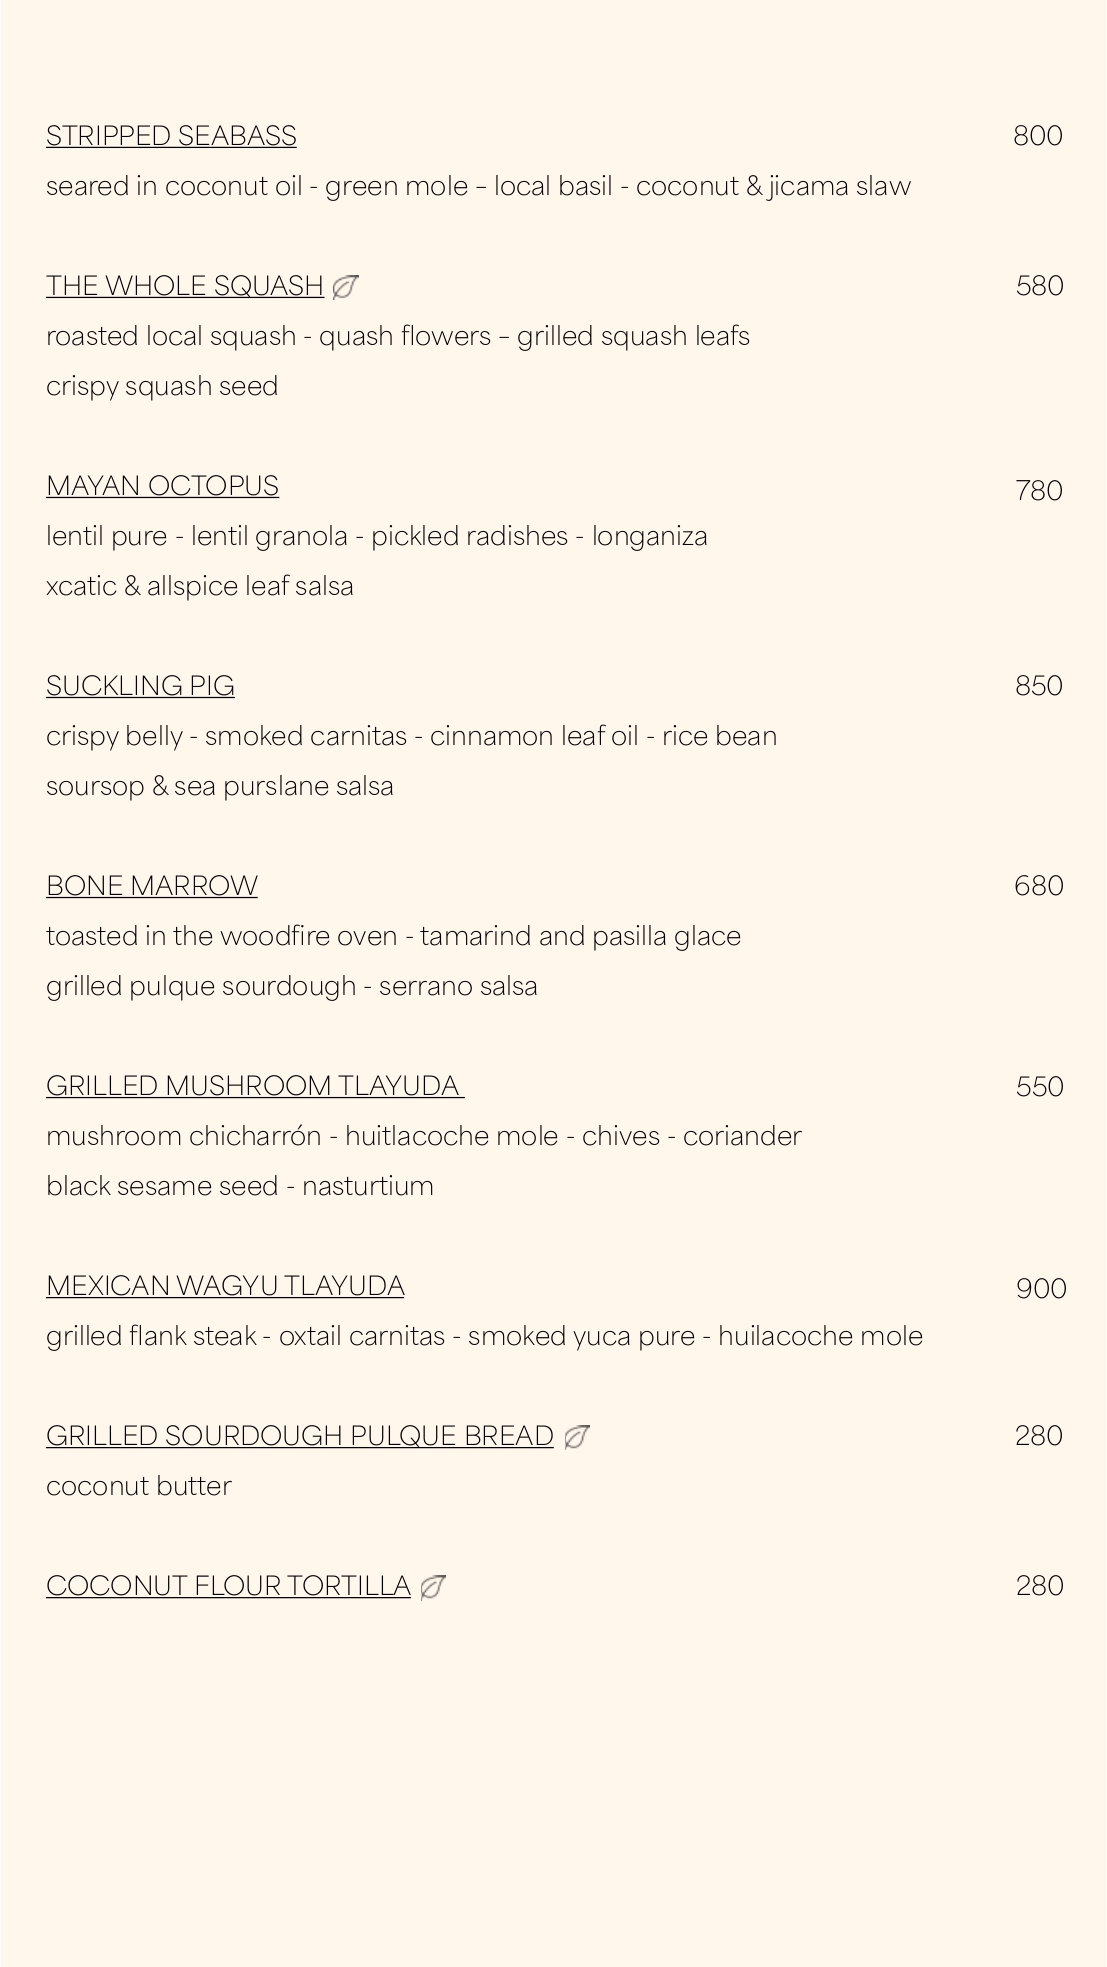 STRIPPED SEABASS 800
seared in coconut oil - green mole – local basil - coconut & jicama slaw
THE WHOLE SQUASH 580
roasted local squash - quash flowers – grilled squash leafs
crispy squash seed
MAYAN OCTOPUS 780
lentil pure - lentil granola - pickled radishes - longaniza
xcatic & allspice leaf salsa
SUCKLING PIG 850
crispy belly - smoked carnitas - cinnamon leaf oil - rice bean
soursop & sea purslane salsa
BONE MARROW 680
toasted in the woodfire oven - tamarind and pasilla glace
grilled pulque sourdough - serrano salsa
GRILLED MUSHROOM TLAYUDA 550
mushroom chicharrón - huitlacoche mole - chives - coriander
black sesame seed - nasturtium
MEXICAN WAGYU TLAYUDA 900
grilled flank steak - oxtail carnitas - smoked yuca pure - huilacoche mole
GRILLED SOURDOUGH PULQUE BREAD 280
coconut butter
COCONUT FLOUR TORTILLA 280